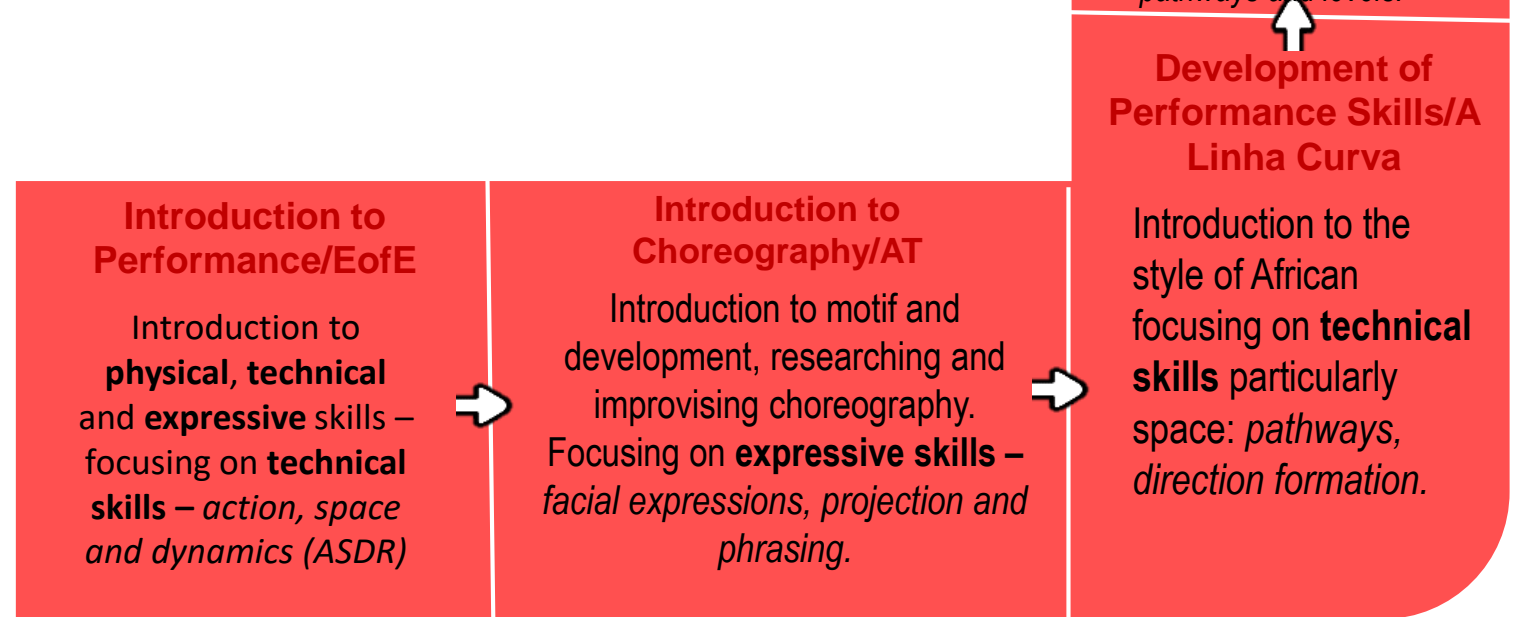 pathways and levels.
Development of
Performance Skills/A
Linha Curva
Introduction to the
style of African
focusing on technical
skills particularly
space: pathways,
direction formation.
Introduction to
Performance/EofE
Introduction to
physical, technical
and expressive skills –
focusing on technical
skills – action, space
and dynamics (ASDR)
Introduction to
Choreography/AT
Introduction to motif and
development, researching and
improvising choreography.
Focusing on expressive skills –
facial expressions, projection and
phrasing.